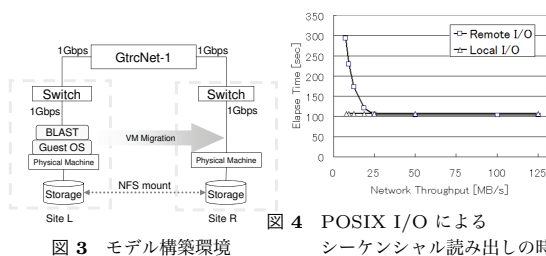 1Gbps
GtrcNet-1
1Gbps
Switch
Switch
1Gbps
1Gbps
BLAST
Guest OS
Physical Machine
VM Migration
Physical Machine
NFS mount
Storage
Storage
Site L
Site R
図 3 モデル構築環境
350
300
250
200
150
100
50
0
Elapse Time [sec]
Remote I/O
Local I/O
0 25 50 75 100 125
Network Throughput [MB/s]
図 4 POSIX I/O による
シーケンシャル読み出しの時